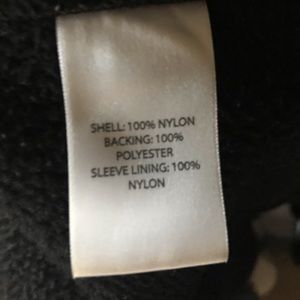 SHELL: 100% NYLON
BACKING: 100%
POLYESTER
SLEEVE LINING: 100%
NYLON